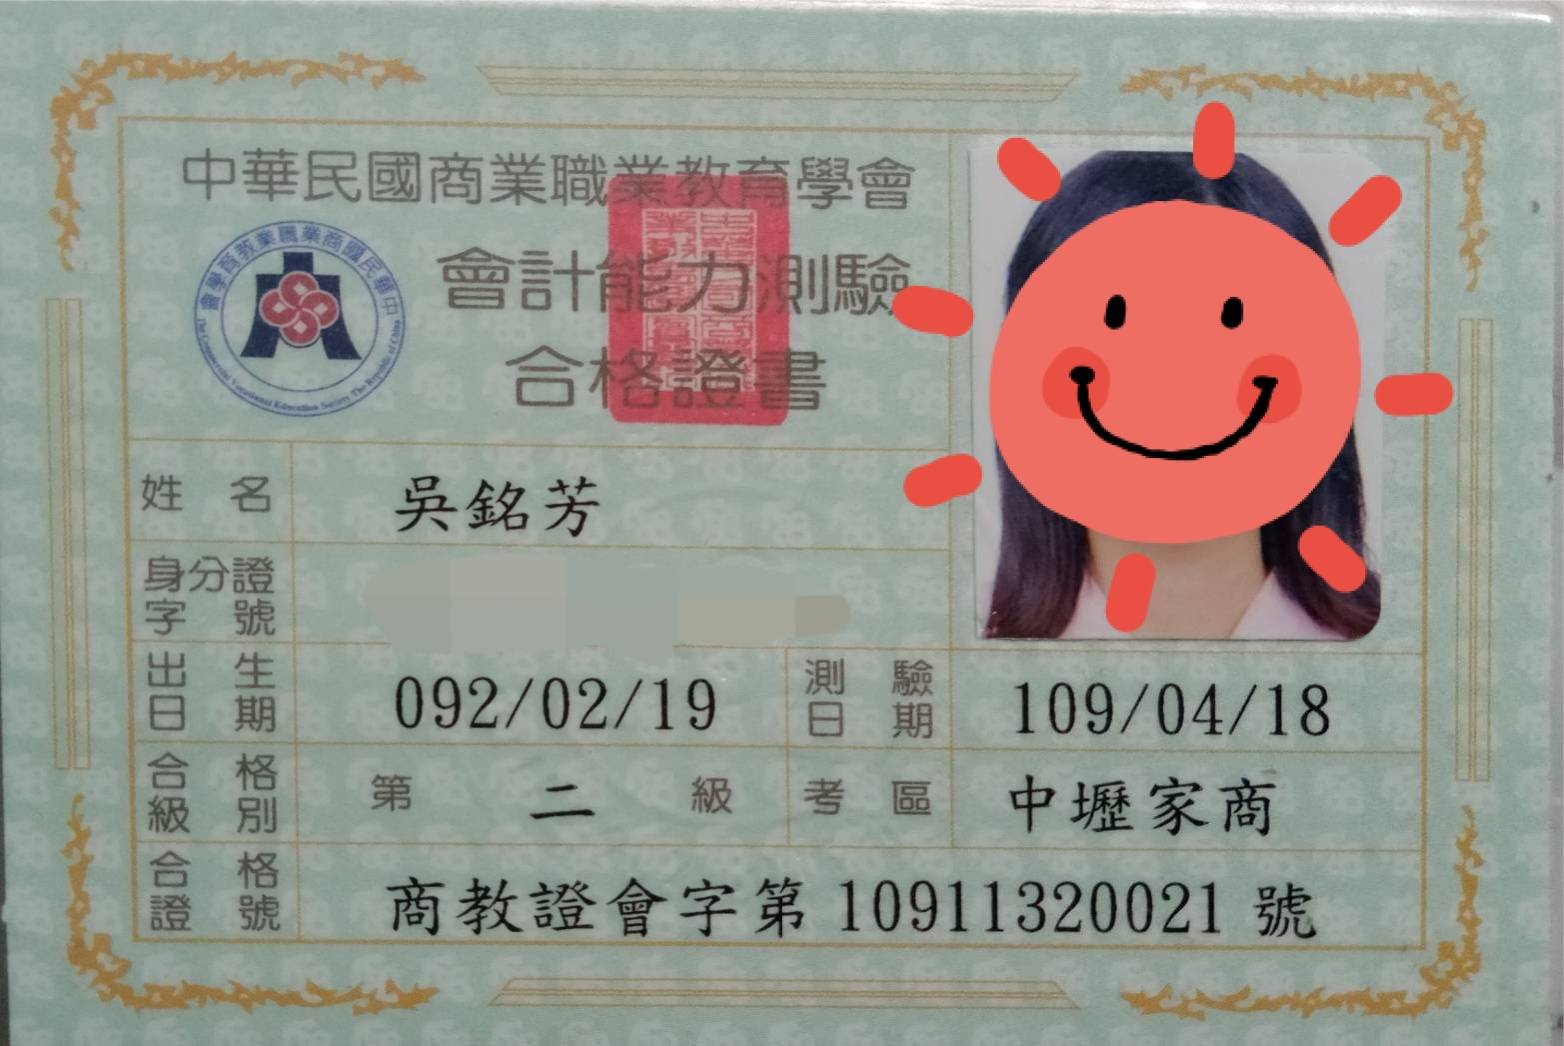 中華民國商業職業教育學會
會計能力測驗
合格證書
中華民國商業職業教育學會
The Commercial Vocational Education Society The Republic of China
姓名 吳銘芳
身分證字號
出生日期 092/02/19 測驗日期 109/04/18
合格級別 第 二 級 考區 中壢家商
合格證號 商教證會字第 10911320021 號